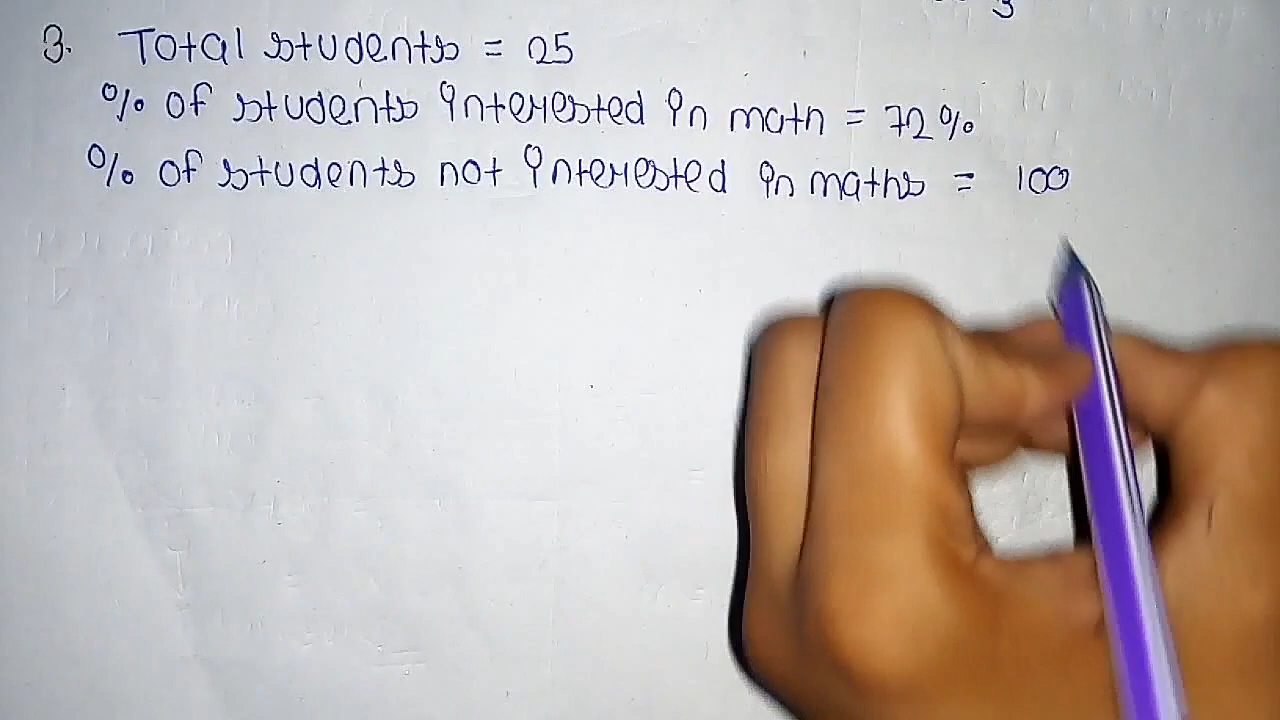 3. Total students = 25
% of students interested in math = 72%
% of students not interested in maths = 100